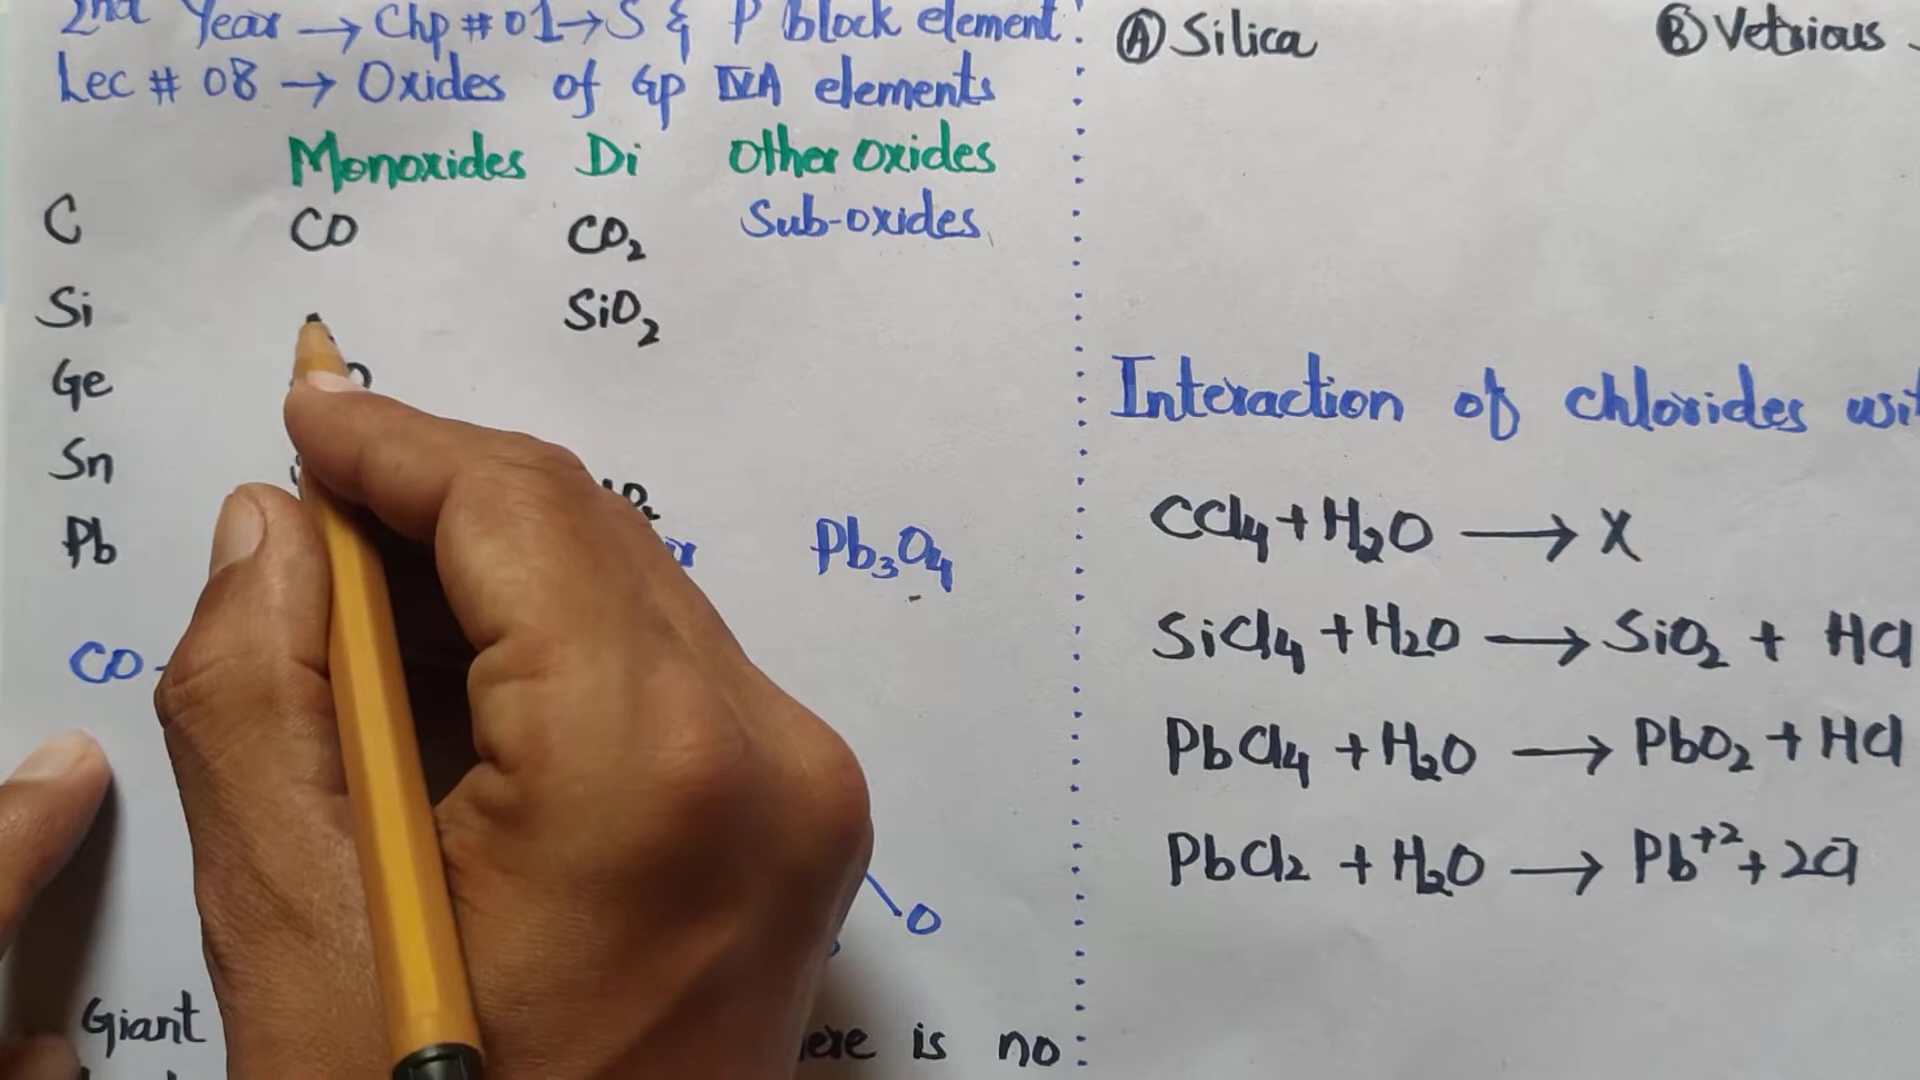 2nd Year → Chp # 01 → S & P block element
Lec # 08 → Oxides of Gp IVA elements
Monoxides Di Other oxides
C CO CO₂ Sub-oxides
Si SiO₂
Ge
Sn
Pb Pb₃O₄
CO
O
Giant
is no
Ⓐ Silica Ⓑ Vetrious
Interaction of chlorides
CCl₄ + H₂O ⟶ X
SiCl₄ + H₂O ⟶ SiO₂ + HCl
PbCl₄ + H₂O ⟶ PbO₂ + HCl
PbCl₂ + H₂O ⟶ Pb⁺² + 2Cl⁻